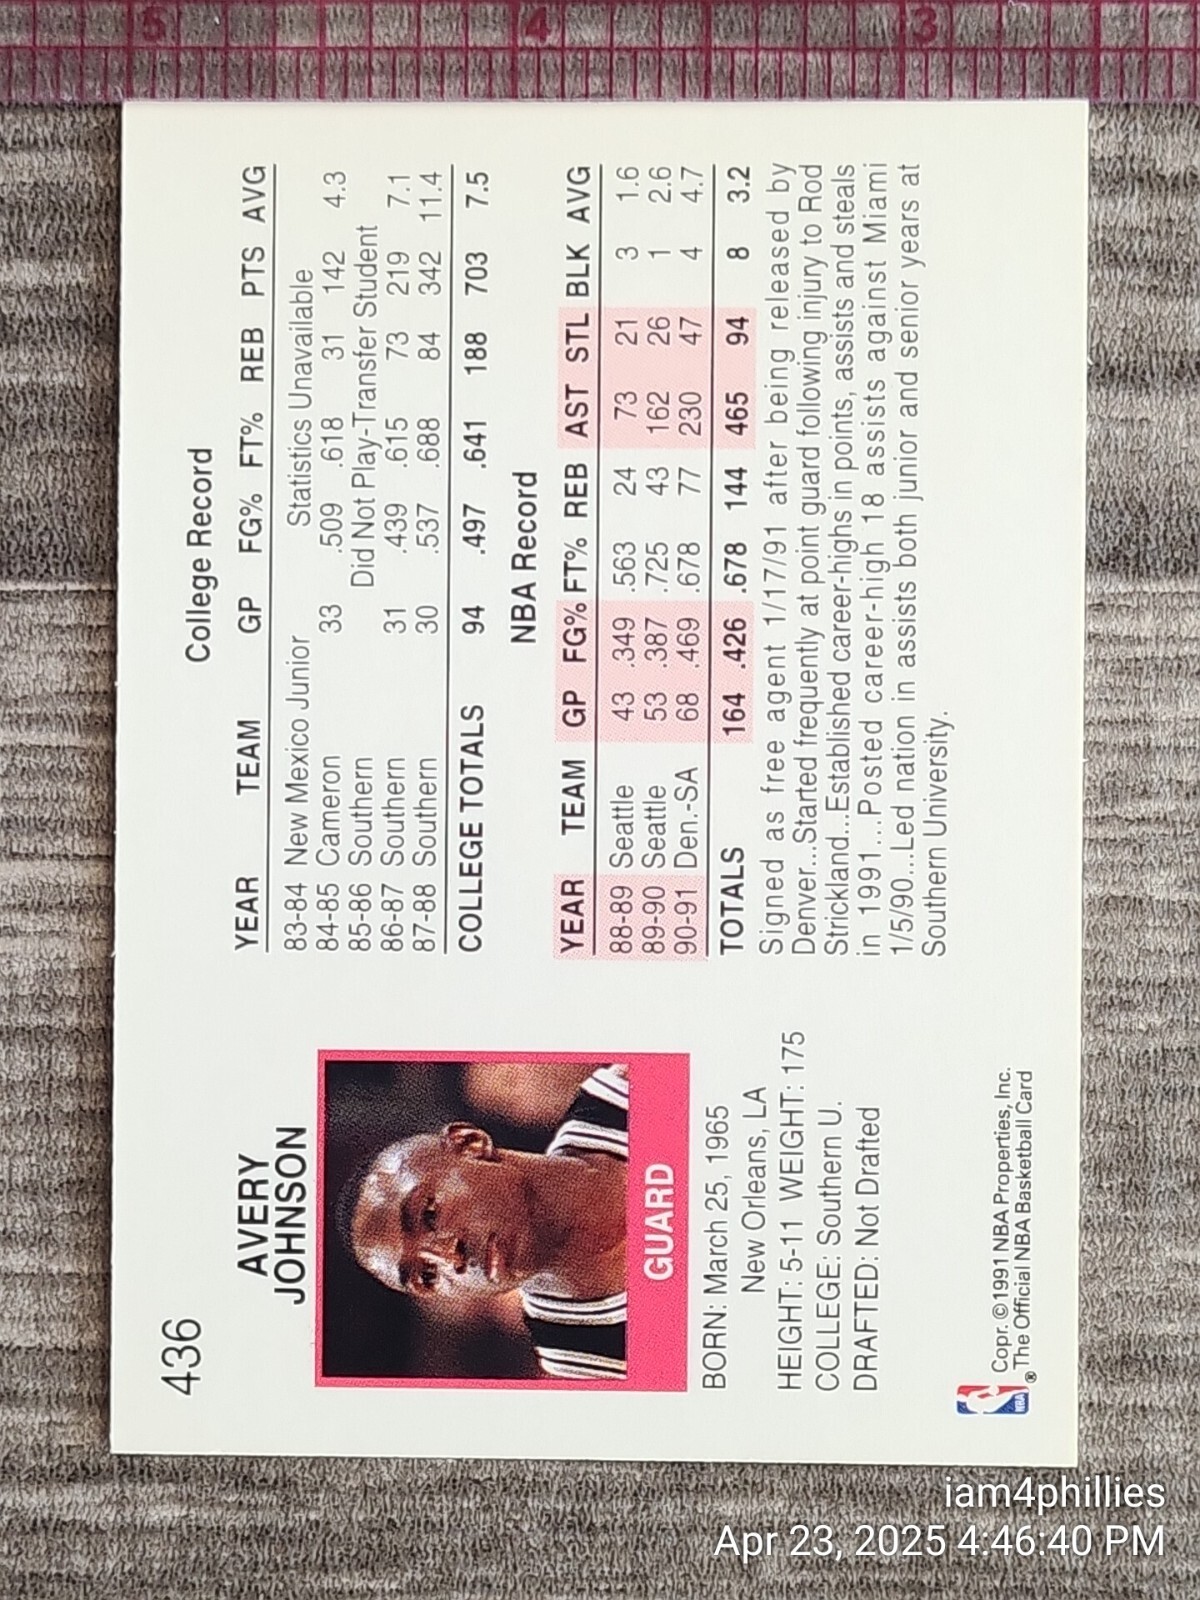 5 4 3
436
AVERY
JOHNSON
GUARD
BORN: March 25, 1965
New Orleans, LA
HEIGHT: 5-11 WEIGHT: 175
COLLEGE: Southern U.
DRAFTED: Not Drafted
NBA
® Copr. © 1991 NBA Properties, Inc.
The Official NBA Basketball Card
College Record
YEAR TEAM GP FG% FT% REB PTS AVG
83-84 New Mexico Junior Statistics Unavailable
84-85 Cameron 33 .509 .618 31 142 4.3
85-86 Southern Did Not Play-Transfer Student
86-87 Southern 31 .439 .615 73 219 7.1
87-88 Southern 30 .537 .688 84 342 11.4
COLLEGE TOTALS 94 .497 .641 188 703 7.5
NBA Record
YEAR TEAM GP FG% FT% REB AST STL BLK AVG
88-89 Seattle 43 .349 .563 24 73 21 3 1.6
89-90 Seattle 53 .387 .725 43 162 26 1 2.6
90-91 Den.-SA 68 .469 .678 77 230 47 4 4.7
TOTALS 164 .426 .678 144 465 94 8 3.2
Signed as free agent 1/17/91 after being released by
Denver...Started frequently at point guard following injury to Rod
Strickland...Established career-highs in points, assists and steals
in 1991...Posted career-high 18 assists against Miami
1/5/90...Led nation in assists both junior and senior years at
Southern University.
iam4phillies
Apr 23, 2025 4:46:40 PM